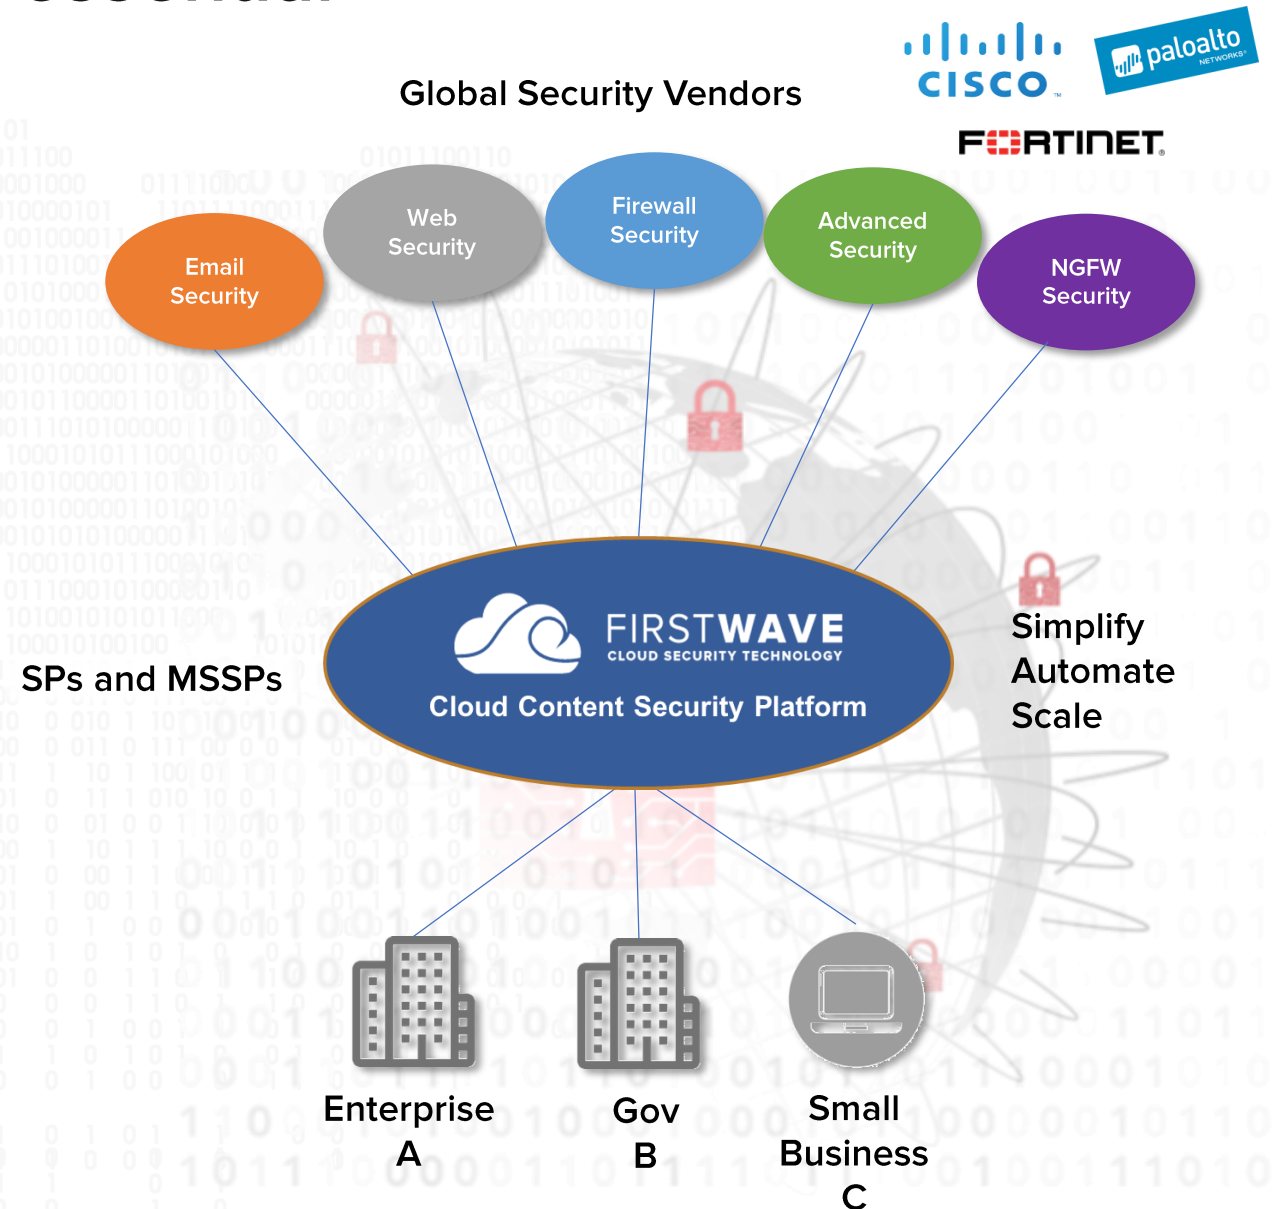 Global Security Vendors
CISCO
paloalto
NETWORKS
FORTINET
Email
Security
Web
Security
Firewall
Security
Advanced
Security
NGFW
Security
FIRSTWAVE
CLOUD SECURITY TECHNOLOGY
Cloud Content Security Platform
SPs and MSSPs
Simplify
Automate
Scale
Enterprise
A
Gov
B
Small
Business
C